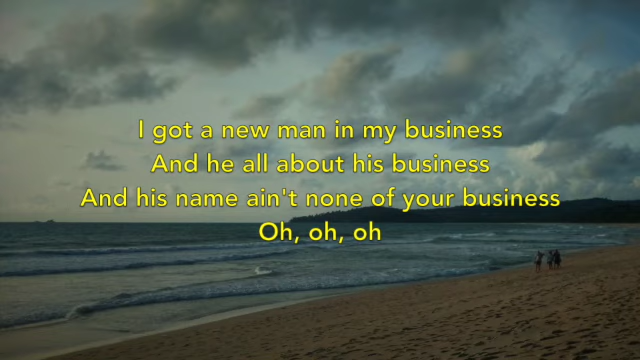 I got a new man in my business
And he all about his business
And his name ain't none of your business
Oh, oh, oh